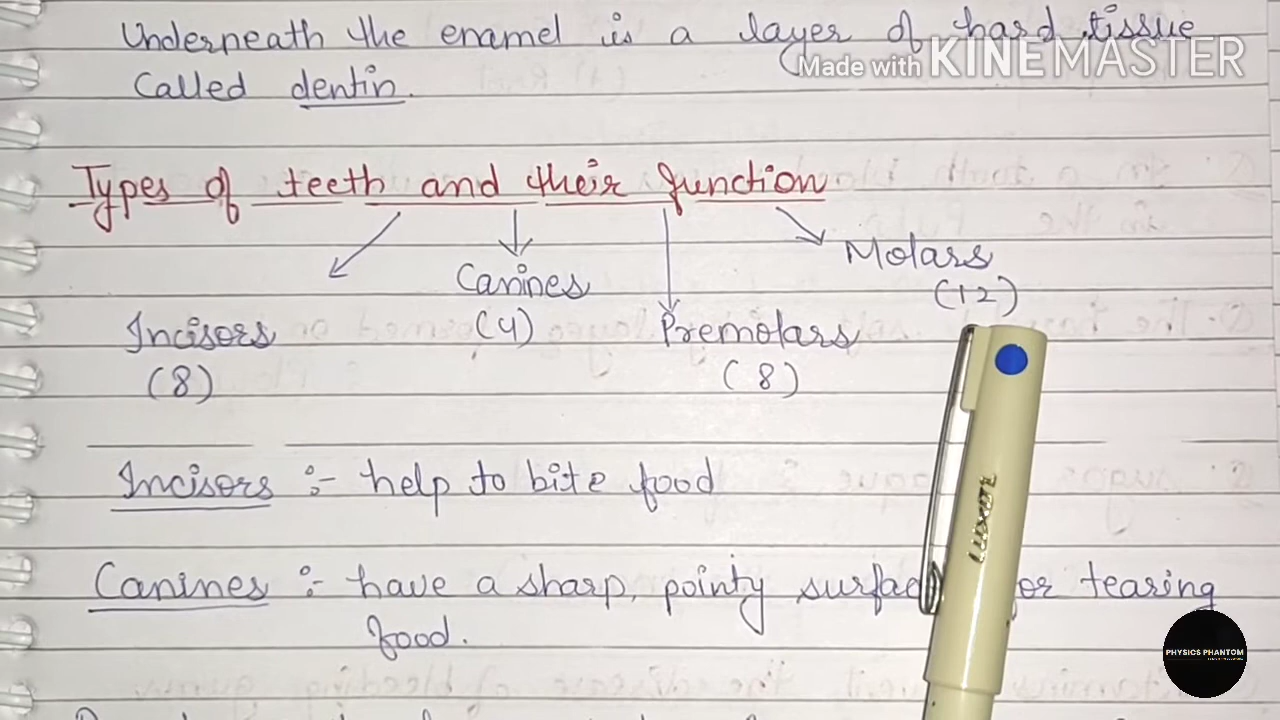 Underneath the enamel is a layer of hard tissue
Made with KINEMASTER
called dentin.
Types of teeth and their function
Molars
(12)
Canines
(4)
Incisors
(8)
Premolars
(8)
Incisors :- help to bite food
Canines :- have a sharp, pointy surface for tearing
food.
LUXOR
PHYSICS PHANTOM